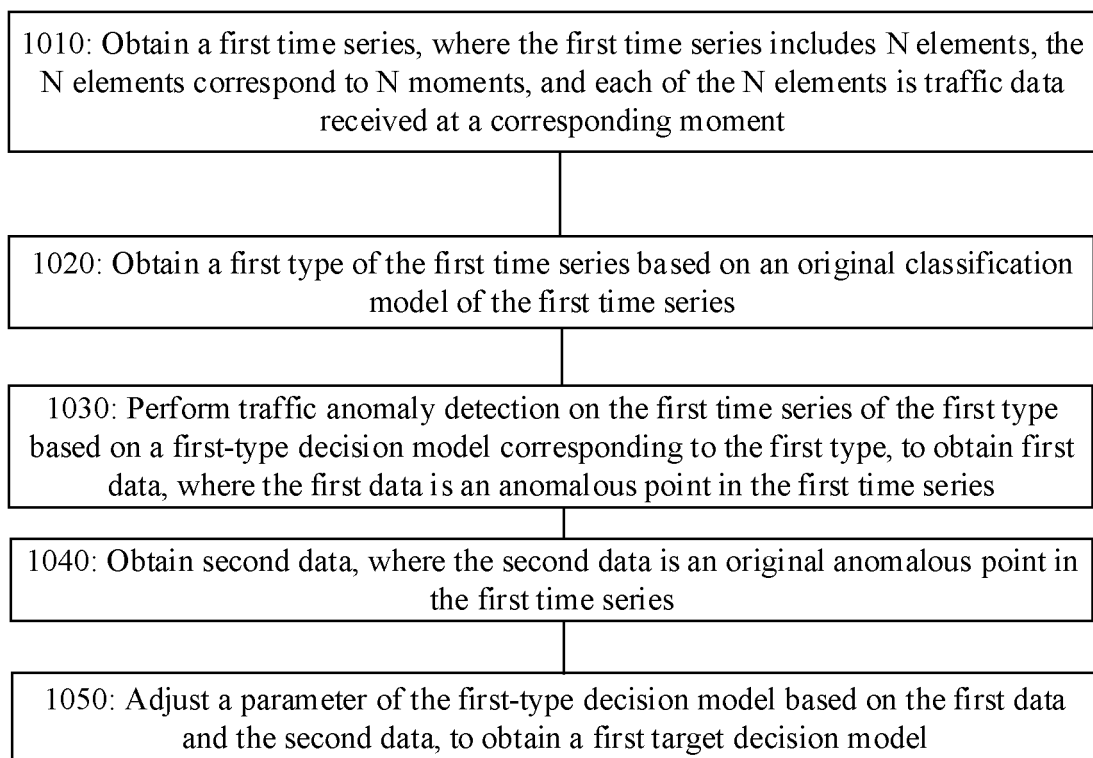 1010: Obtain a first time series, where the first time series includes N elements, the
N elements correspond to N moments, and each of the N elements is traffic data
received at a corresponding moment
1020: Obtain a first type of the first time series based on an original classification
model of the first time series
1030: Perform traffic anomaly detection on the first time series of the first type
based on a first-type decision model corresponding to the first type, to obtain first
data, where the first data is an anomalous point in the first time series
1040: Obtain second data, where the second data is an original anomalous point in
the first time series
1050: Adjust a parameter of the first-type decision model based on the first data
and the second data, to obtain a first target decision model